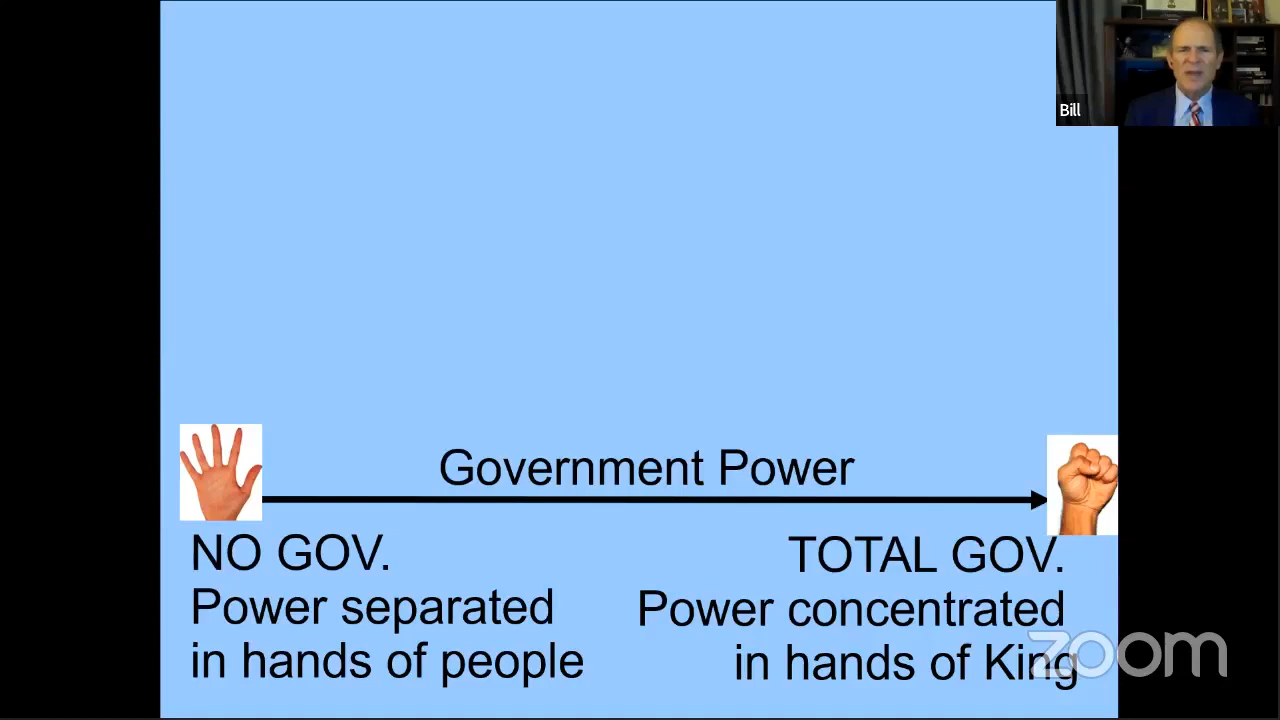 Bill
Government Power
NO GOV.
Power separated
in hands of people
TOTAL GOV.
Power concentrated
in hands of King
zoom